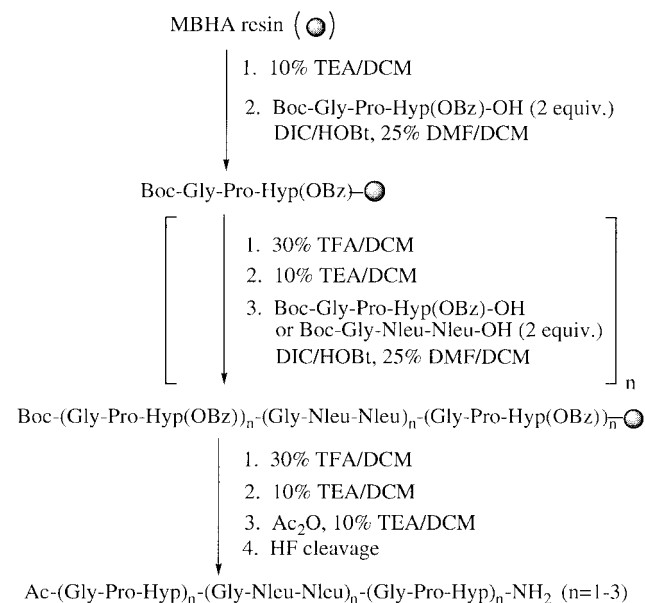 MBHA resin ( )
1. 10% TEA/DCM
2. Boc-Gly-Pro-Hyp(OBz)-OH (2 equiv.)
DIC/HOBt, 25% DMF/DCM
Boc-Gly-Pro-Hyp(OBz)-
1. 30% TFA/DCM
2. 10% TEA/DCM
3. Boc-Gly-Pro-Hyp(OBz)-OH
or Boc-Gly-Nleu-Nleu-OH (2 equiv.)
DIC/HOBt, 25% DMF/DCM
n
Boc-(Gly-Pro-Hyp(OBz))n-(Gly-Nleu-Nleu)n-(Gly-Pro-Hyp(OBz))n-
1. 30% TFA/DCM
2. 10% TEA/DCM
3. Ac2O, 10% TEA/DCM
4. HF cleavage
Ac-(Gly-Pro-Hyp)n-(Gly-Nleu-Nleu)n-(Gly-Pro-Hyp)n-NH2 (n=1-3)